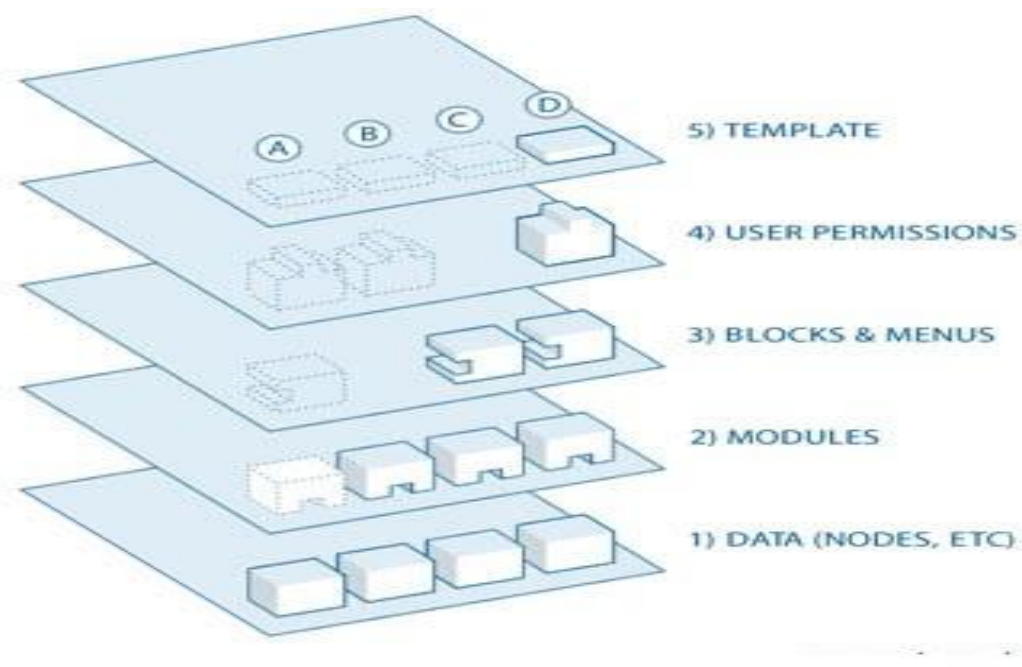 A
B
C
D
5) TEMPLATE
4) USER PERMISSIONS
3) BLOCKS & MENUS
2) MODULES
1) DATA (NODES, ETC)